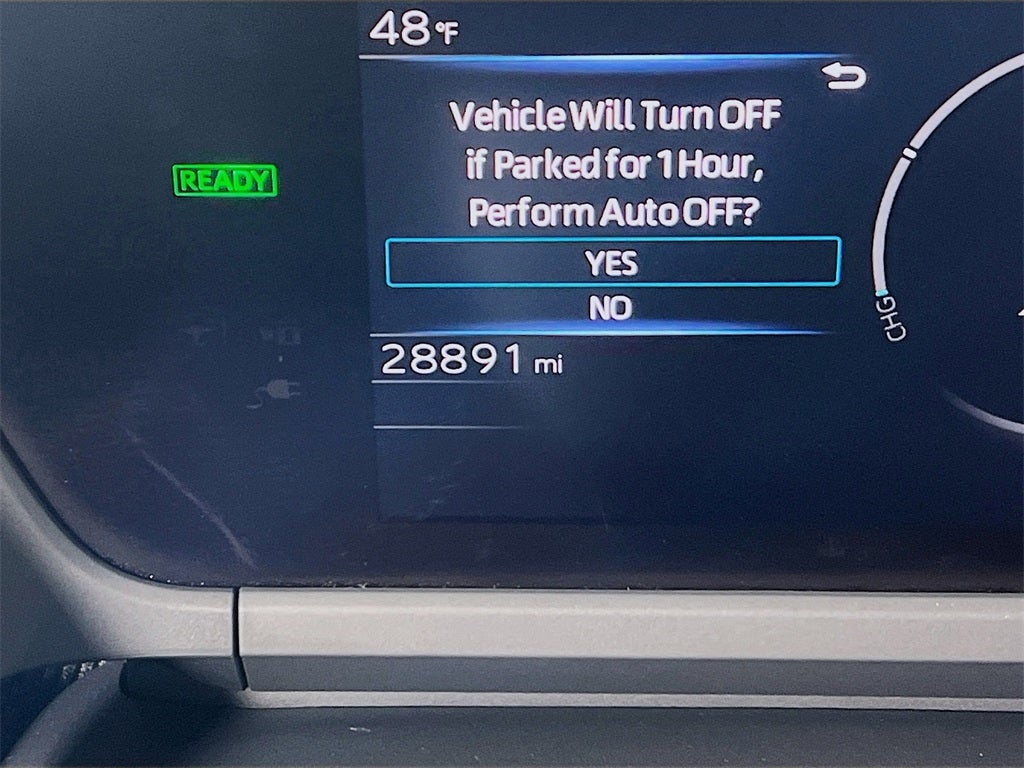 48°F
Vehicle Will Turn OFF
if Parked for 1 Hour,
READY
Perform Auto OFF?
YES
NO
CHG
28891 mi